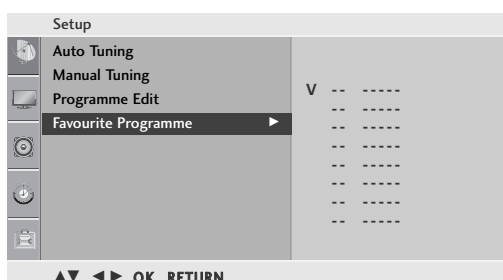 Setup
Auto Tuning
Manual Tuning
Programme Edit
Favourite Programme ►
V -- -----
-- -----
-- -----
-- -----
-- -----
-- -----
-- -----
-- -----
▲▼ ◄► OK RETURN